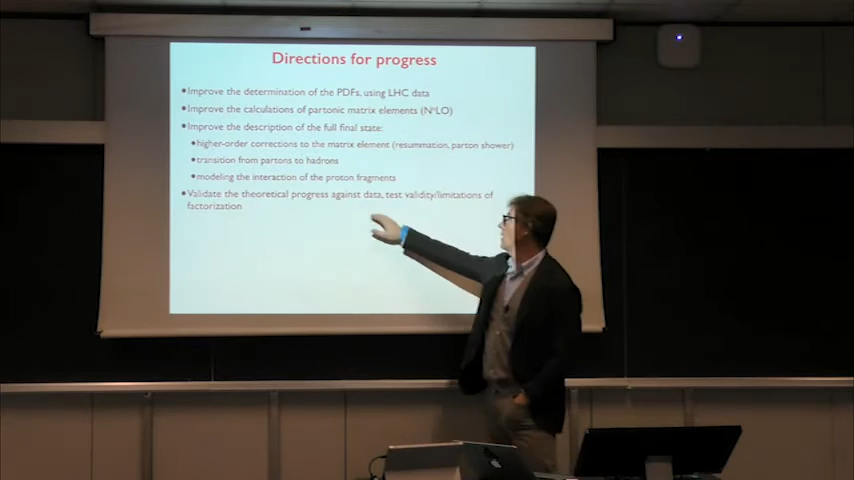 Directions for progress
•Improve the determination of the PDFs, using LHC data
•Improve the calculations of partonic matrix elements (NⁿLO)
•Improve the description of the full final state:
•higher-order corrections to the matrix element (resummation, parton shower)
•transition from partons to hadrons
•modeling the interaction of the proton fragments
•Validate the theoretical progress against data, test validity/limitations of
factorization